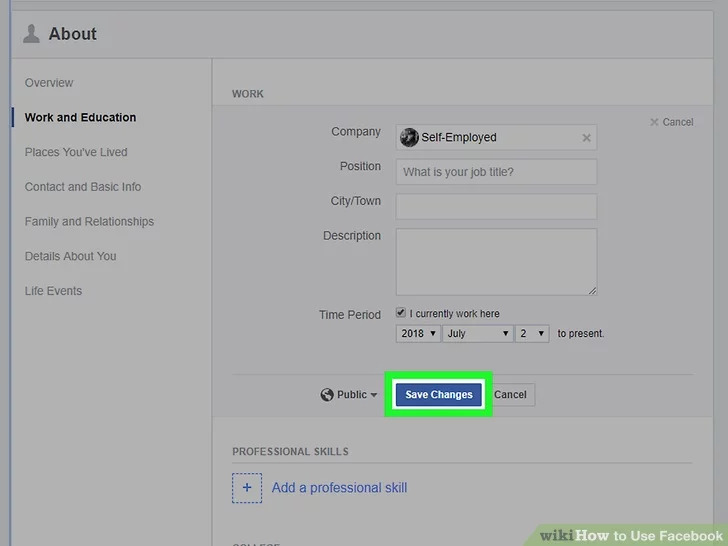 About
Overview
Work and Education
Places You've Lived
Contact and Basic Info
Family and Relationships
Details About You
Life Events
WORK
Cancel
Company Self-Employed
Position What is your job title?
City/Town
Description
Time Period I currently work here
2018 July 2 to present.
Public Save Changes Cancel
PROFESSIONAL SKILLS
+ Add a professional skill
COLLEGE
wikiHow to Use Facebook